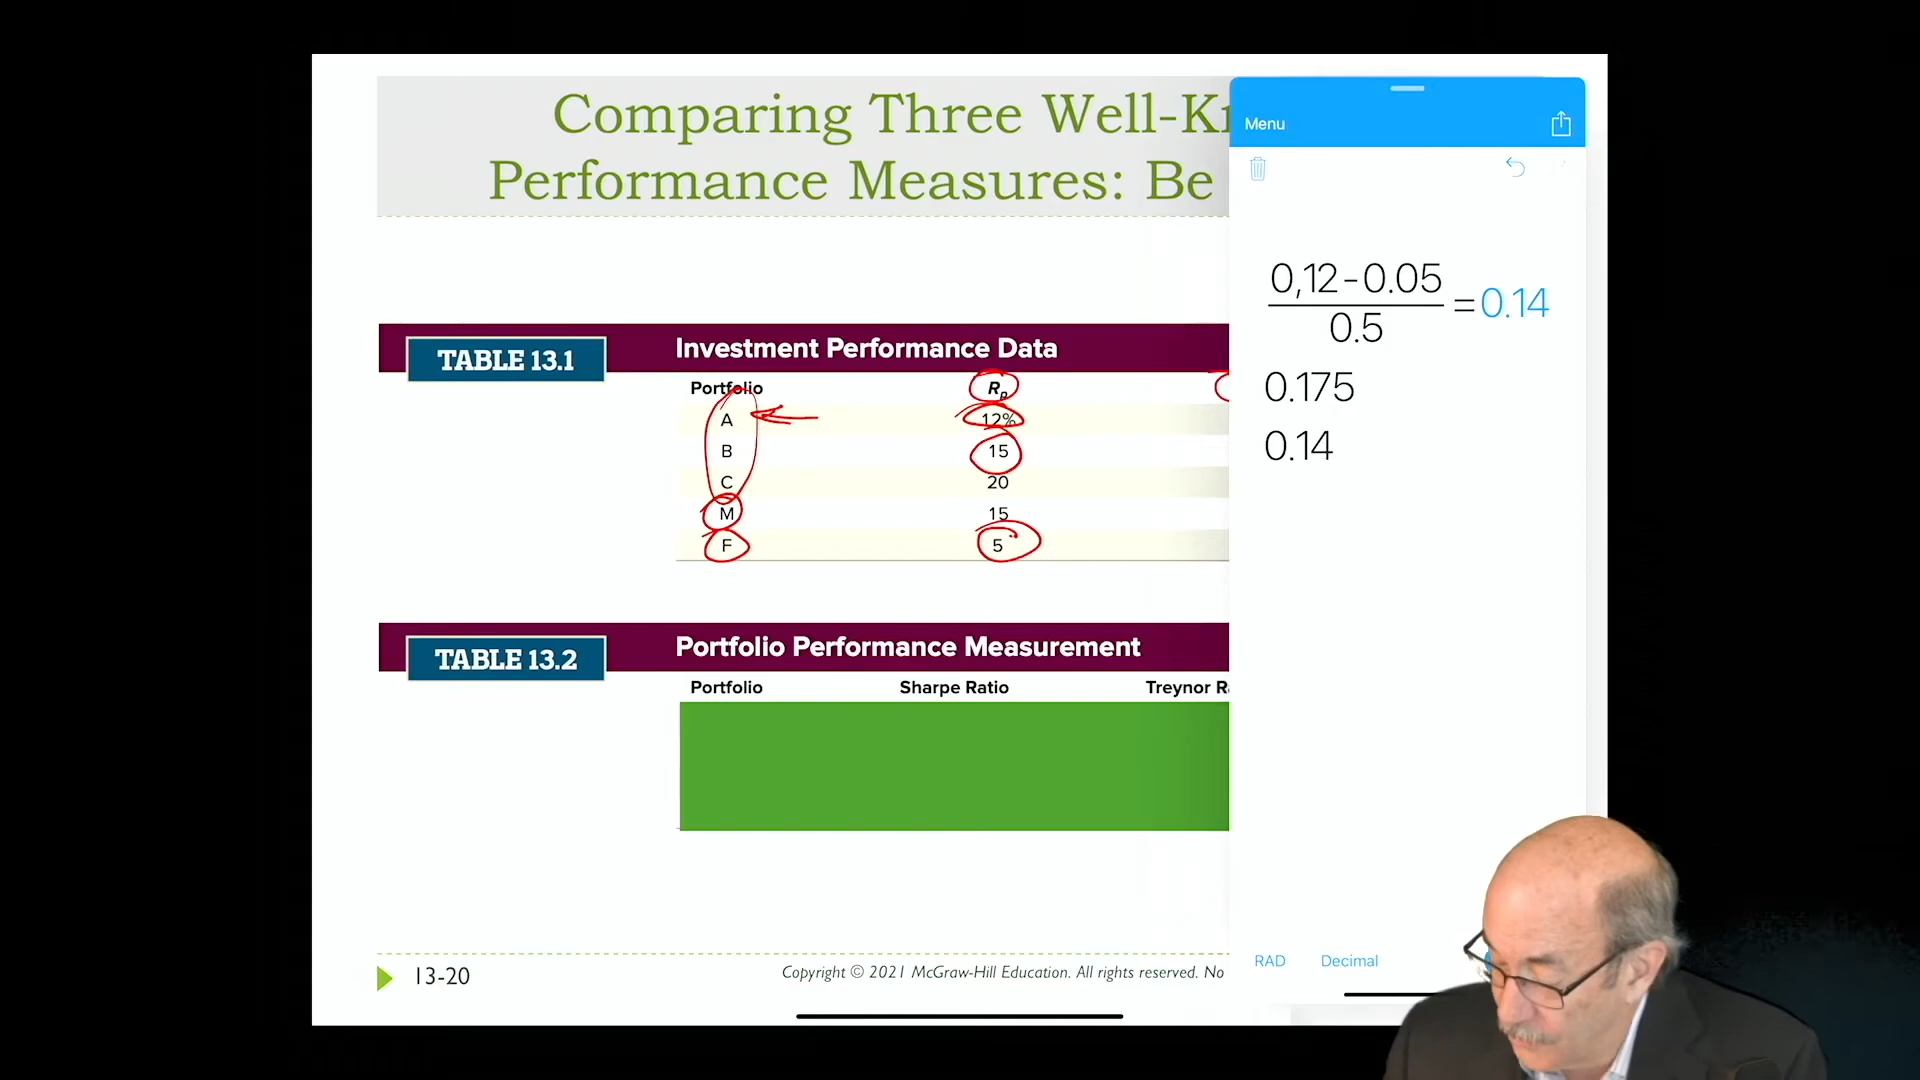 Comparing Three Well-K
Performance Measures: Be
TABLE 13.1
Investment Performance Data
Portfolio Rp
A 12%
B 15
C 20
M 15
F 5
TABLE 13.2
Portfolio Performance Measurement
Portfolio Sharpe Ratio Treynor R
13-20
Copyright © 2021 McGraw-Hill Education. All rights reserved. No
Menu
0,12-0.05
0.5
=0.14
0.175
0.14
RAD Decimal